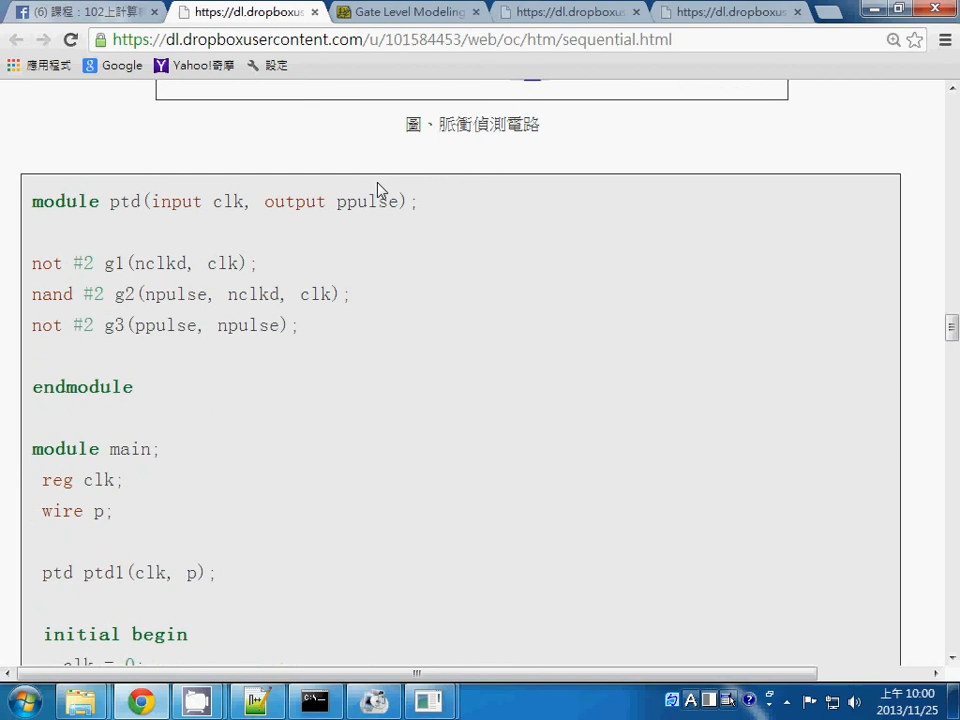 (6) 課程：102上計算
https://dl.dropboxus
Gate Level Modeling
https://dl.dropboxus
https://dl.dropboxus
https://dl.dropboxusercontent.com/u/101584453/web/oc/htm/sequential.html
應用程式
Google
Yahoo!奇摩
設定
圖、脈衝偵測電路
module ptd(input clk, output ppulse);
not #2 g1(nclkd, clk);
nand #2 g2(npulse, nclkd, clk);
not #2 g3(ppulse, npulse);
endmodule
module main;
reg clk;
wire p;
ptd ptd1(clk, p);
initial begin
clk = 0;
上午 10:00
2013/11/25